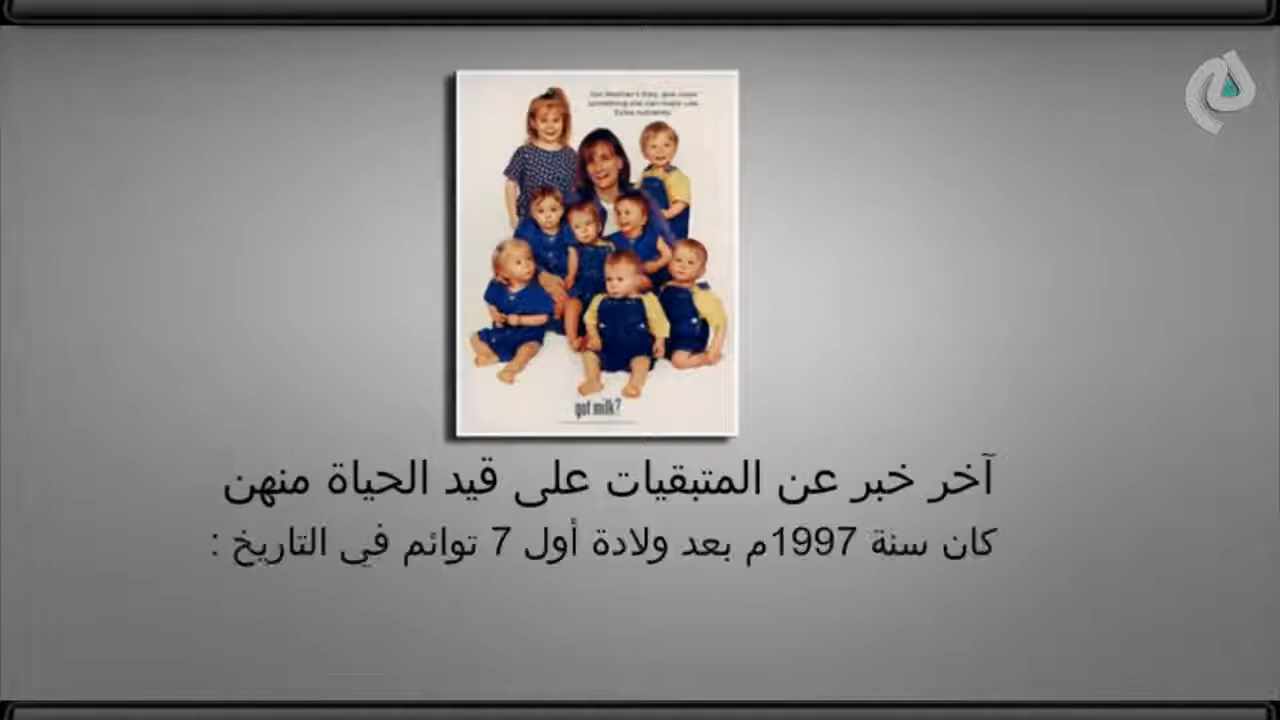 got milk?
آخر خبر عن المتبقيات على قيد الحياة منهن
كان سنة 1997م بعد ولادة أول 7 توائم في التاريخ :